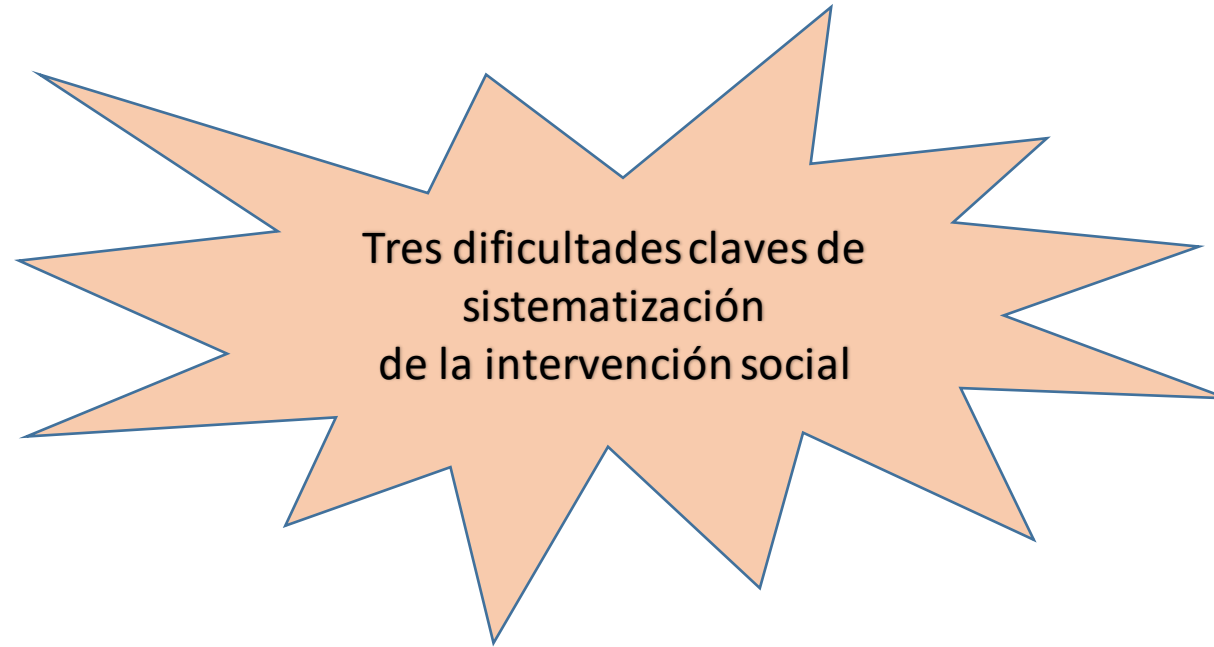 Tres dificultades claves de
sistematización
de la intervención social